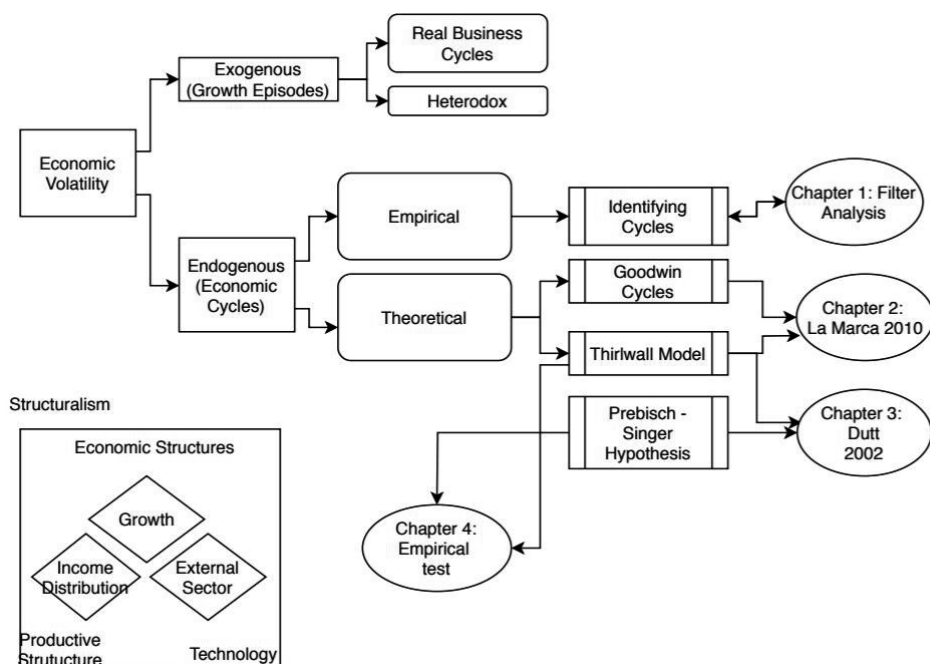 Real Business
Cycles
Exogenous
(Growth Episodes)
Heterodox
Economic
Volatility
Empirical
Identifying
Cycles
Chapter 1: Filter
Analysis
Endogenous
(Economic
Cycles)
Theoretical
Goodwin
Cycles
Thirlwall Model
Chapter 2:
La Marca 2010
Prebisch -
Singer
Hypothesis
Chapter 3:
Dutt
2002
Chapter 4:
Empirical
test
Structuralism
Economic Structures
Growth
Income
Distribution
External
Sector
Productive
Strutucture
Technology